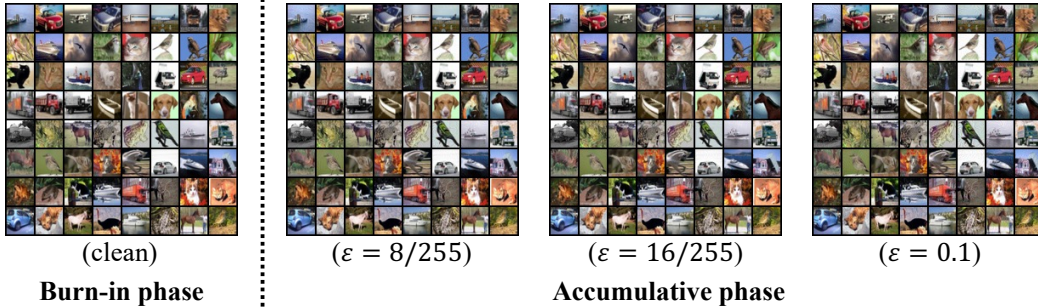 (clean)
(ε = 8/255)
(ε = 16/255)
(ε = 0.1)
Burn-in phase
Accumulative phase